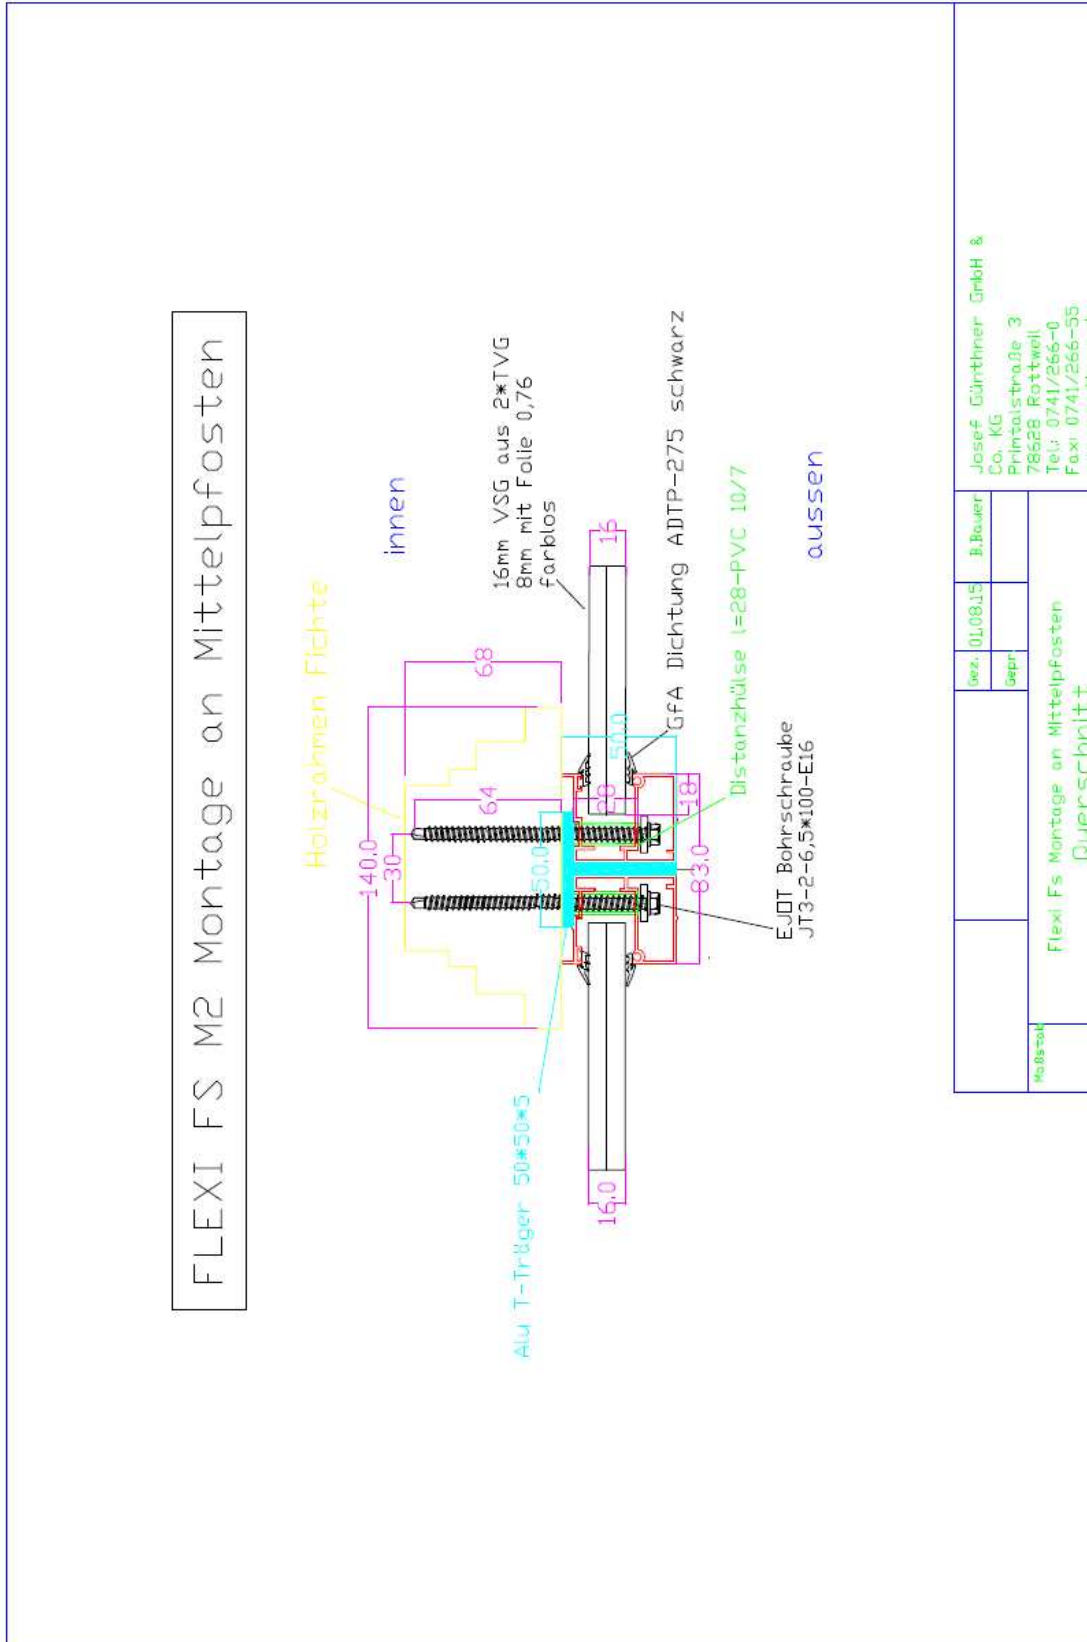 FLEXI FS M2 Montage an Mittelpfosten
Holzrahmen Fichte
innen
140.0
30
68
64
16mm VSG aus 2*TVG
8mm mit Folie 0,76
farblos
Alu T-Träger 50*50*5
50.0
16.0
16
50.0
28
18
83.0
GfA Dichtung ADTP-275 schwarz
Distanzhülse l=28-PVC 10/7
EJOT Bohrschraube
JT3-2-6,5*100-E16
aussen
Gez.
01.08.15
B.Bauer
Gepr
Josef Günthner GmbH &
Co. KG
Primtalstraße 3
78628 Rottweil
Tel.: 0741/266-0
Fax: 0741/266-55
Maßstab
Flexi Fs Montage an Mittelpfosten
Querschnitt